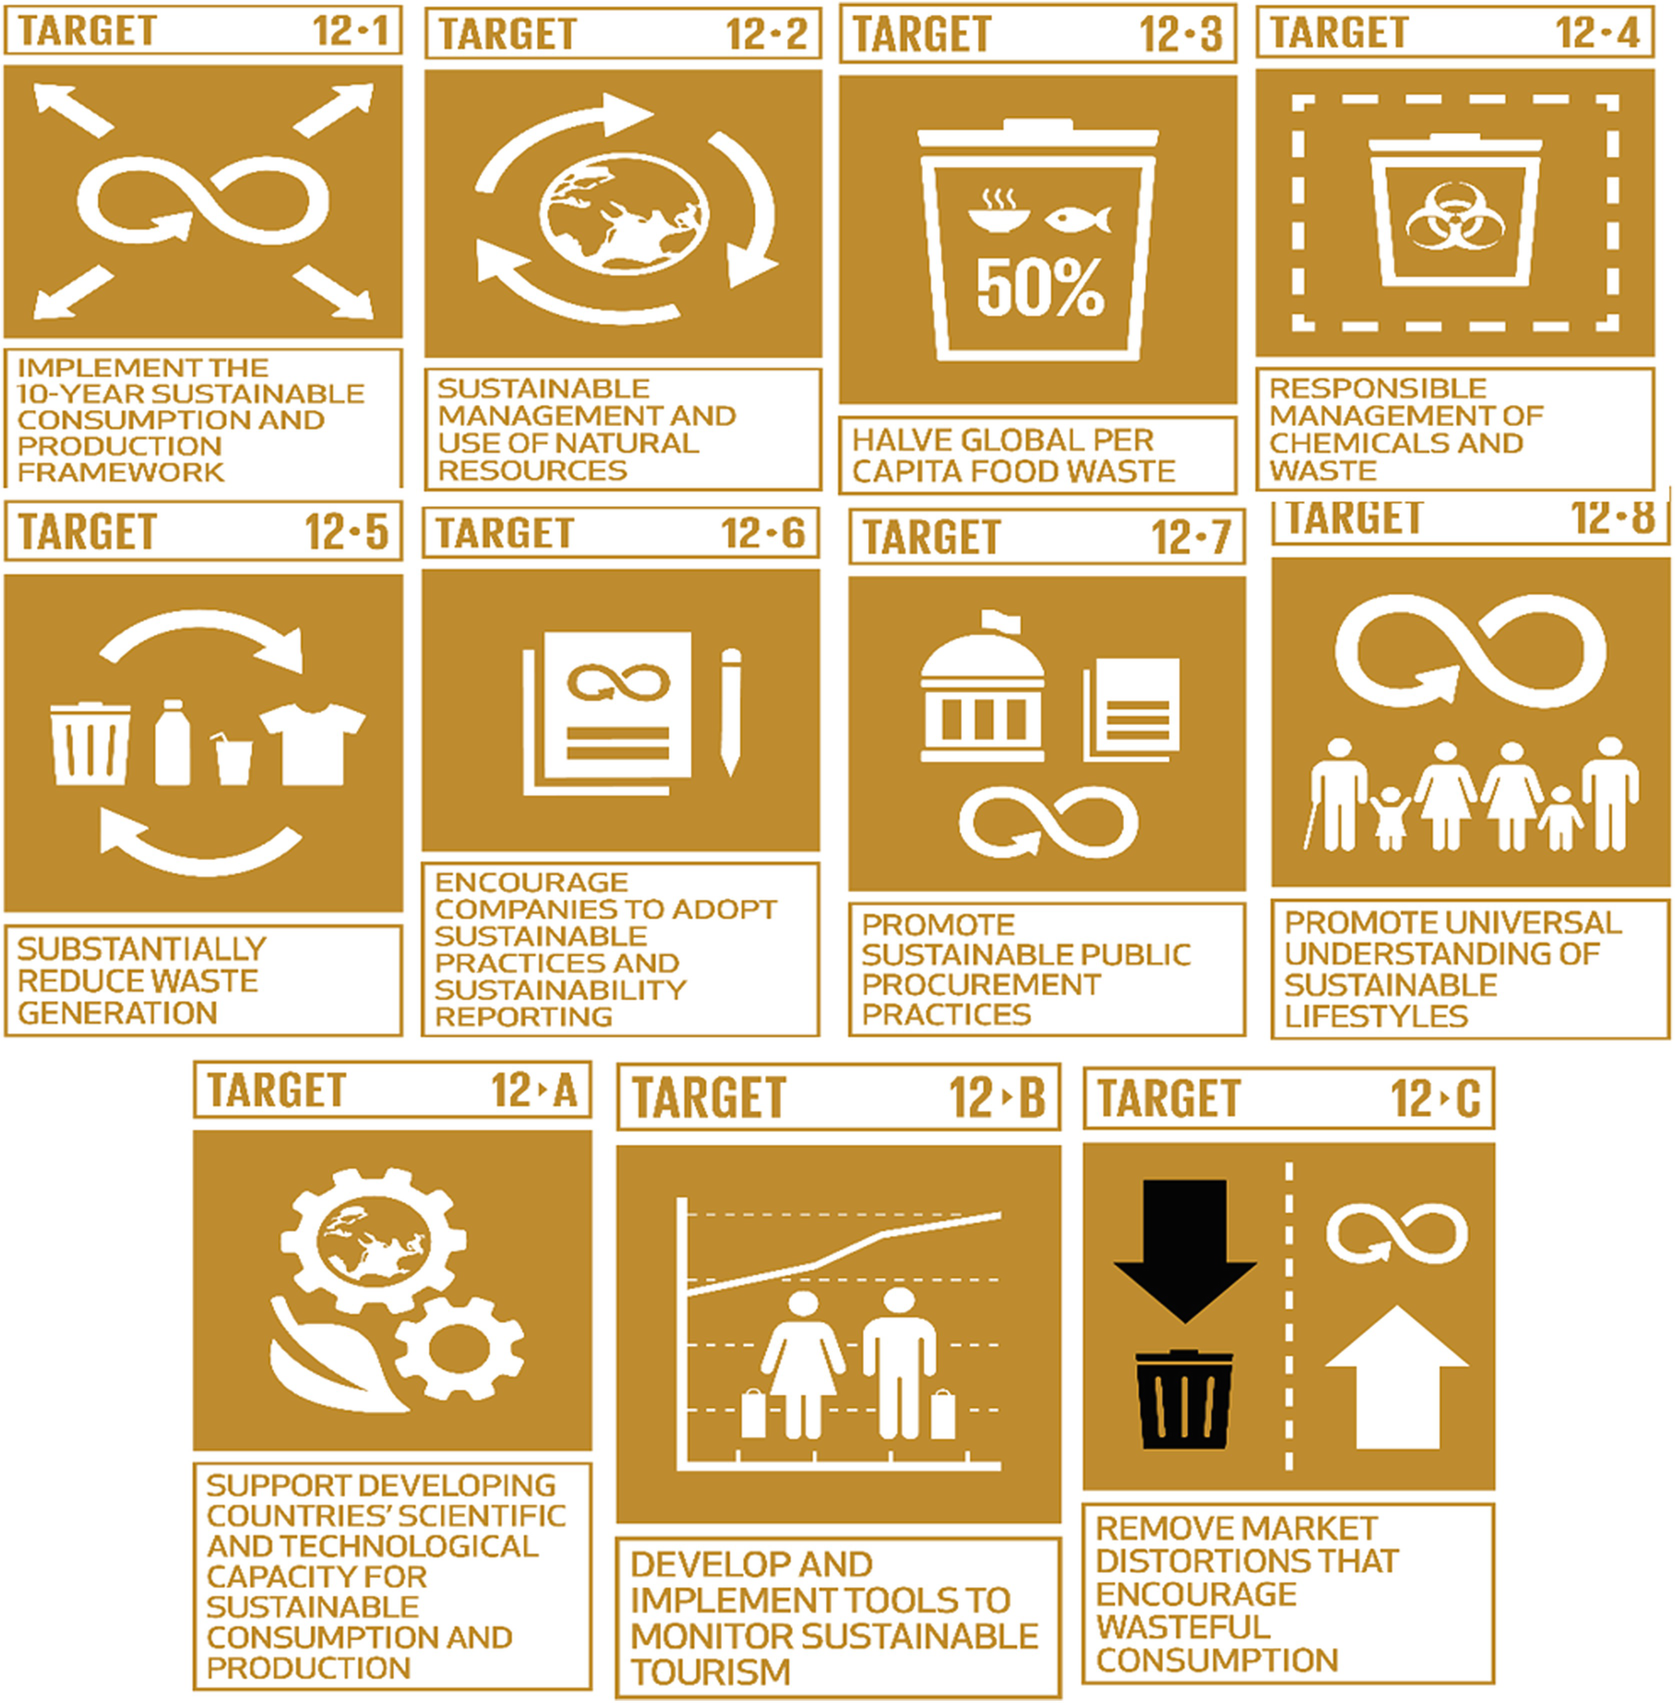 TARGET 12•1
IMPLEMENT THE
10-YEAR SUSTAINABLE
CONSUMPTION AND
PRODUCTION
FRAMEWORK
TARGET 12•2
SUSTAINABLE
MANAGEMENT AND
USE OF NATURAL
RESOURCES
TARGET 12•3
50%
HALVE GLOBAL PER
CAPITA FOOD WASTE
TARGET 12•4
RESPONSIBLE
MANAGEMENT OF
CHEMICALS AND
WASTE
TARGET 12•5
SUBSTANTIALLY
REDUCE WASTE
GENERATION
TARGET 12•6
ENCOURAGE
COMPANIES TO ADOPT
SUSTAINABLE
PRACTICES AND
SUSTAINABILITY
REPORTING
TARGET 12•7
PROMOTE
SUSTAINABLE PUBLIC
PROCUREMENT
PRACTICES
TARGET 12•8
PROMOTE UNIVERSAL
UNDERSTANDING OF
SUSTAINABLE
LIFESTYLES
TARGET 12▸A
SUPPORT DEVELOPING
COUNTRIES’ SCIENTIFIC
AND TECHNOLOGICAL
CAPACITY FOR
SUSTAINABLE
CONSUMPTION AND
PRODUCTION
TARGET 12▸B
DEVELOP AND
IMPLEMENT TOOLS TO
MONITOR SUSTAINABLE
TOURISM
TARGET 12▸C
REMOVE MARKET
DISTORTIONS THAT
ENCOURAGE
WASTEFUL
CONSUMPTION